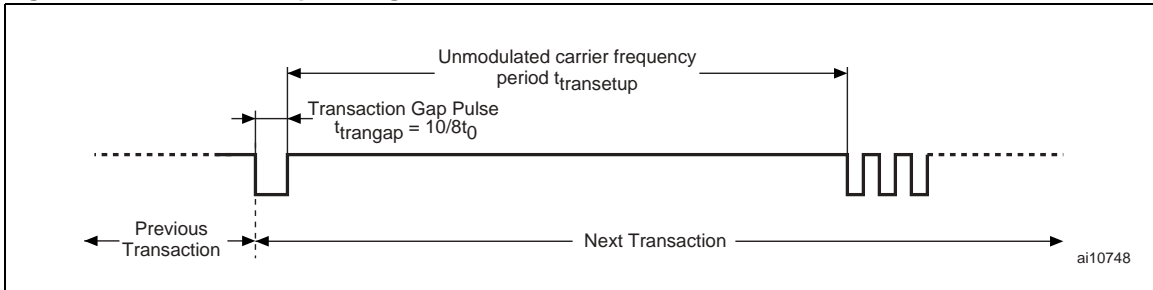 Unmodulated carrier frequency
period ttransetup
Transaction Gap Pulse
ttrangap = 10/8t0
Previous
Transaction
Next Transaction
ai10748